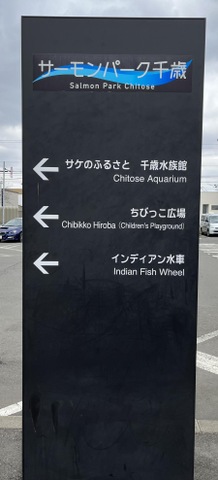 サーモンパーク千歳
Salmon Park Chitose
サケのふるさと 千歳水族館
Chitose Aquarium
ちびっこ広場
Chibikko Hiroba (Children's Playground)
インディアン水車
Indian Fish Wheel